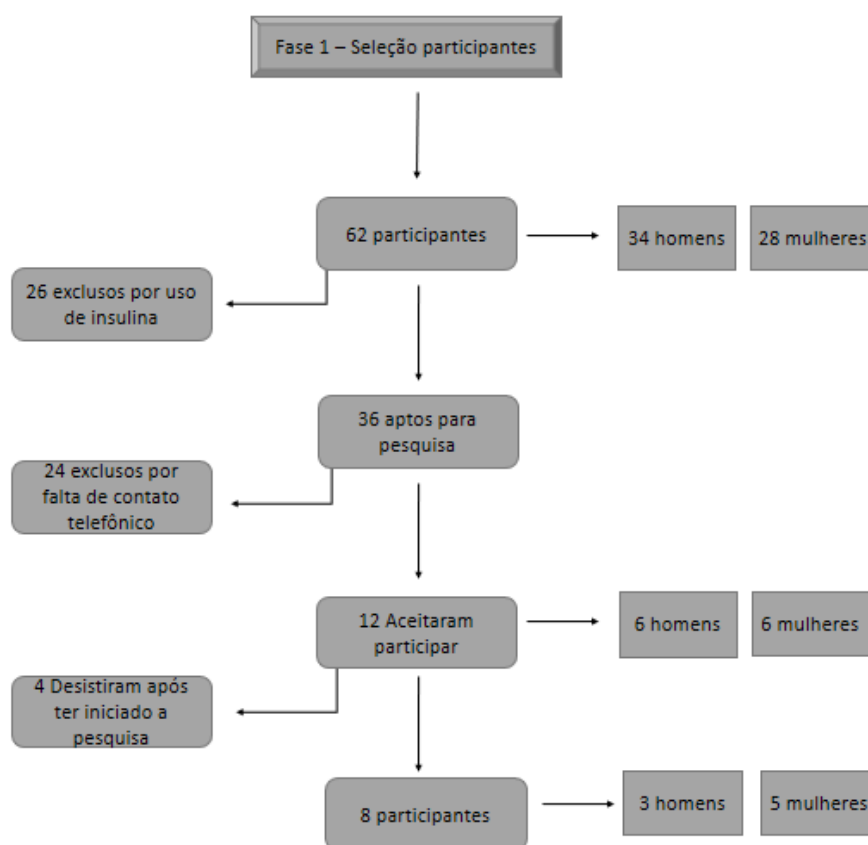 Fase 1 – Seleção participantes
62 participantes
34 homens
28 mulheres
26 exclusos por uso
de insulina
36 aptos para
pesquisa
24 exclusos por
falta de contato
telefônico
12 Aceitaram
participar
6 homens
6 mulheres
4 Desistiram após
ter iniciado a
pesquisa
8 participantes
3 homens
5 mulheres